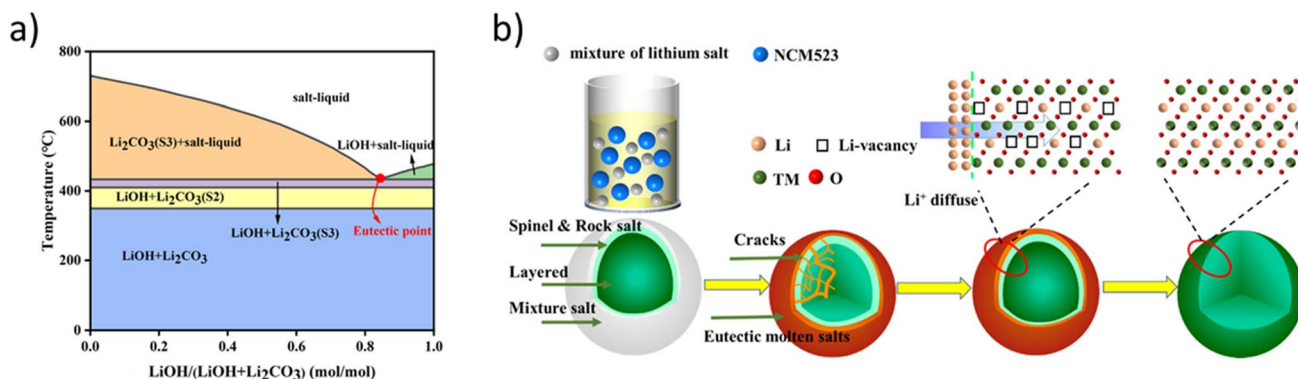 a)
800
600
400
200
0
Temperature (°C)
salt-liquid
Li₂CO₃(S3)+salt-liquid
LiOH+salt-liquid
LiOH+Li₂CO₃(S2)
LiOH+Li₂CO₃(S3)
Eutectic point
LiOH+Li₂CO₃
0.0 0.2 0.4 0.6 0.8 1.0
LiOH/(LiOH+Li₂CO₃) (mol/mol)
b)
mixture of lithium salt
NCM523
Spinel & Rock salt
Layered
Mixture salt
Cracks
Eutectic molten salts
Li
Li-vacancy
TM
O
Li⁺ diffuse